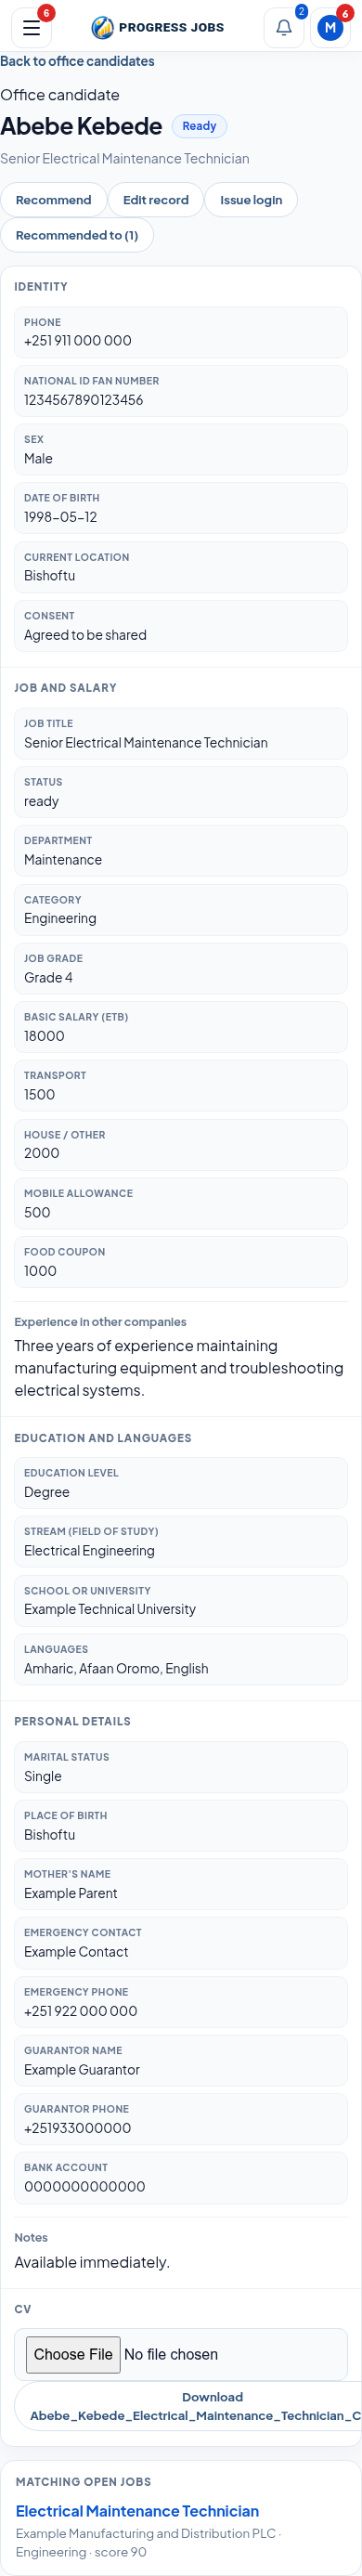 6
PROGRESS JOBS
2
M
6
Back to office candidates
Office candidate
Abebe Kebede
Ready
Senior Electrical Maintenance Technician
Recommend
Edit record
Issue login
Recommended to (1)
IDENTITY
PHONE
+251 911 000 000
NATIONAL ID FAN NUMBER
1234567890123456
SEX
Male
DATE OF BIRTH
1998-05-12
CURRENT LOCATION
Bishoftu
CONSENT
Agreed to be shared
JOB AND SALARY
JOB TITLE
Senior Electrical Maintenance Technician
STATUS
ready
DEPARTMENT
Maintenance
CATEGORY
Engineering
JOB GRADE
Grade 4
BASIC SALARY (ETB)
18000
TRANSPORT
1500
HOUSE / OTHER
2000
MOBILE ALLOWANCE
500
FOOD COUPON
1000
Experience in other companies
Three years of experience maintaining
manufacturing equipment and troubleshooting
electrical systems.
EDUCATION AND LANGUAGES
EDUCATION LEVEL
Degree
STREAM (FIELD OF STUDY)
Electrical Engineering
SCHOOL OR UNIVERSITY
Example Technical University
LANGUAGES
Amharic, Afaan Oromo, English
PERSONAL DETAILS
MARITAL STATUS
Single
PLACE OF BIRTH
Bishoftu
MOTHER'S NAME
Example Parent
EMERGENCY CONTACT
Example Contact
EMERGENCY PHONE
+251 922 000 000
GUARANTOR NAME
Example Guarantor
GUARANTOR PHONE
+251933000000
BANK ACCOUNT
0000000000000
Notes
Available immediately.
CV
Choose File No file chosen
Download
Abebe_Kebede_Electrical_Maintenance_Technician_C
MATCHING OPEN JOBS
Electrical Maintenance Technician
Example Manufacturing and Distribution PLC ·
Engineering · score 90